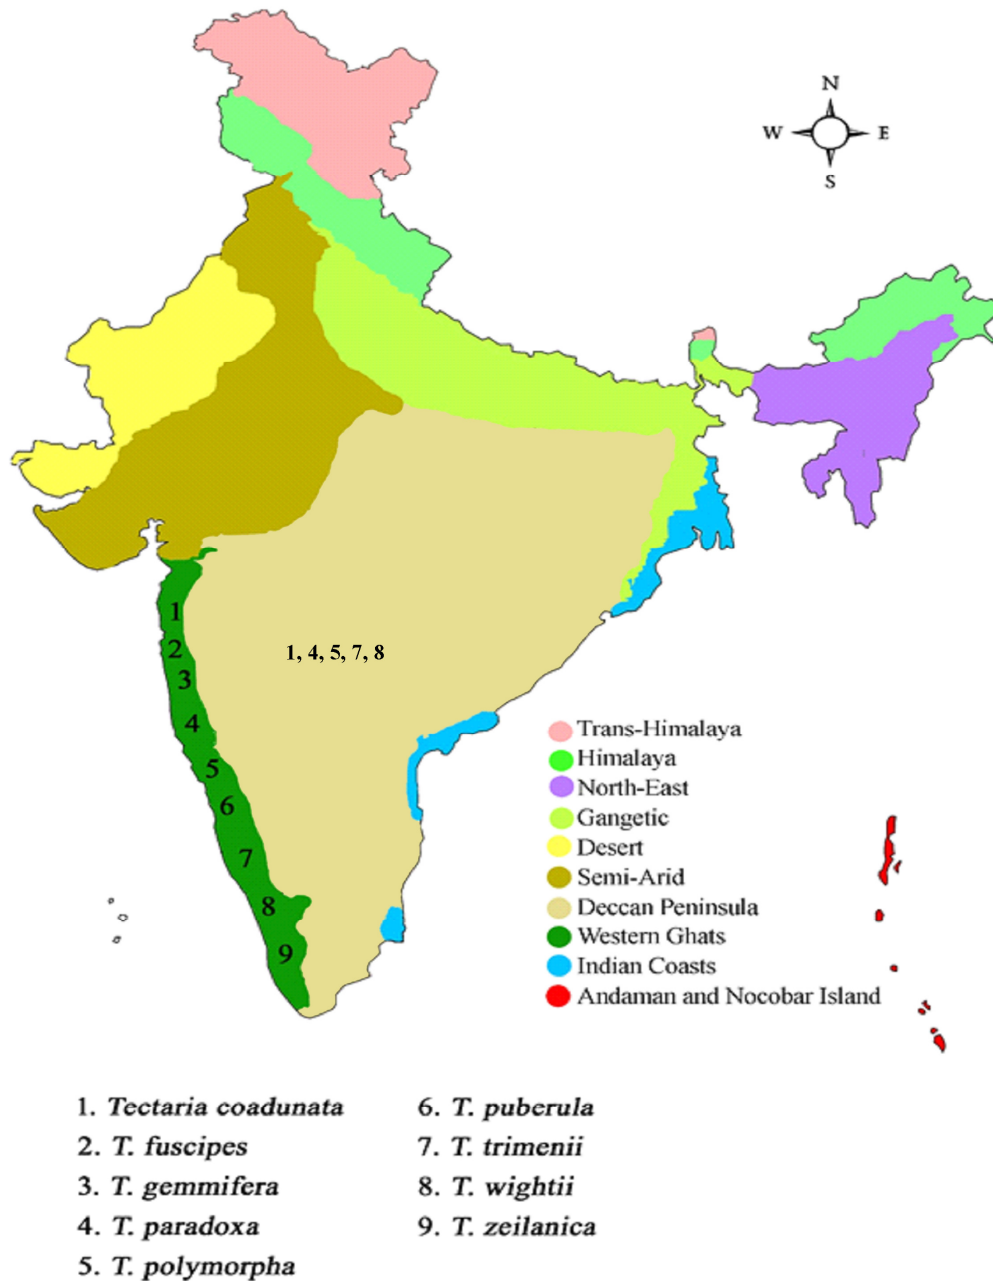 N
W E
S
1
2
3
4
5
6
7
8
9
1, 4, 5, 7, 8
Trans-Himalaya
Himalaya
North-East
Gangetic
Desert
Semi-Arid
Deccan Peninsula
Western Ghats
Indian Coasts
Andaman and Nocobar Island
1. Tectaria coadunata
2. T. fuscipes
3. T. gemmifera
4. T. paradoxa
5. T. polymorpha
6. T. puberula
7. T. trimenii
8. T. wightii
9. T. zeilanica